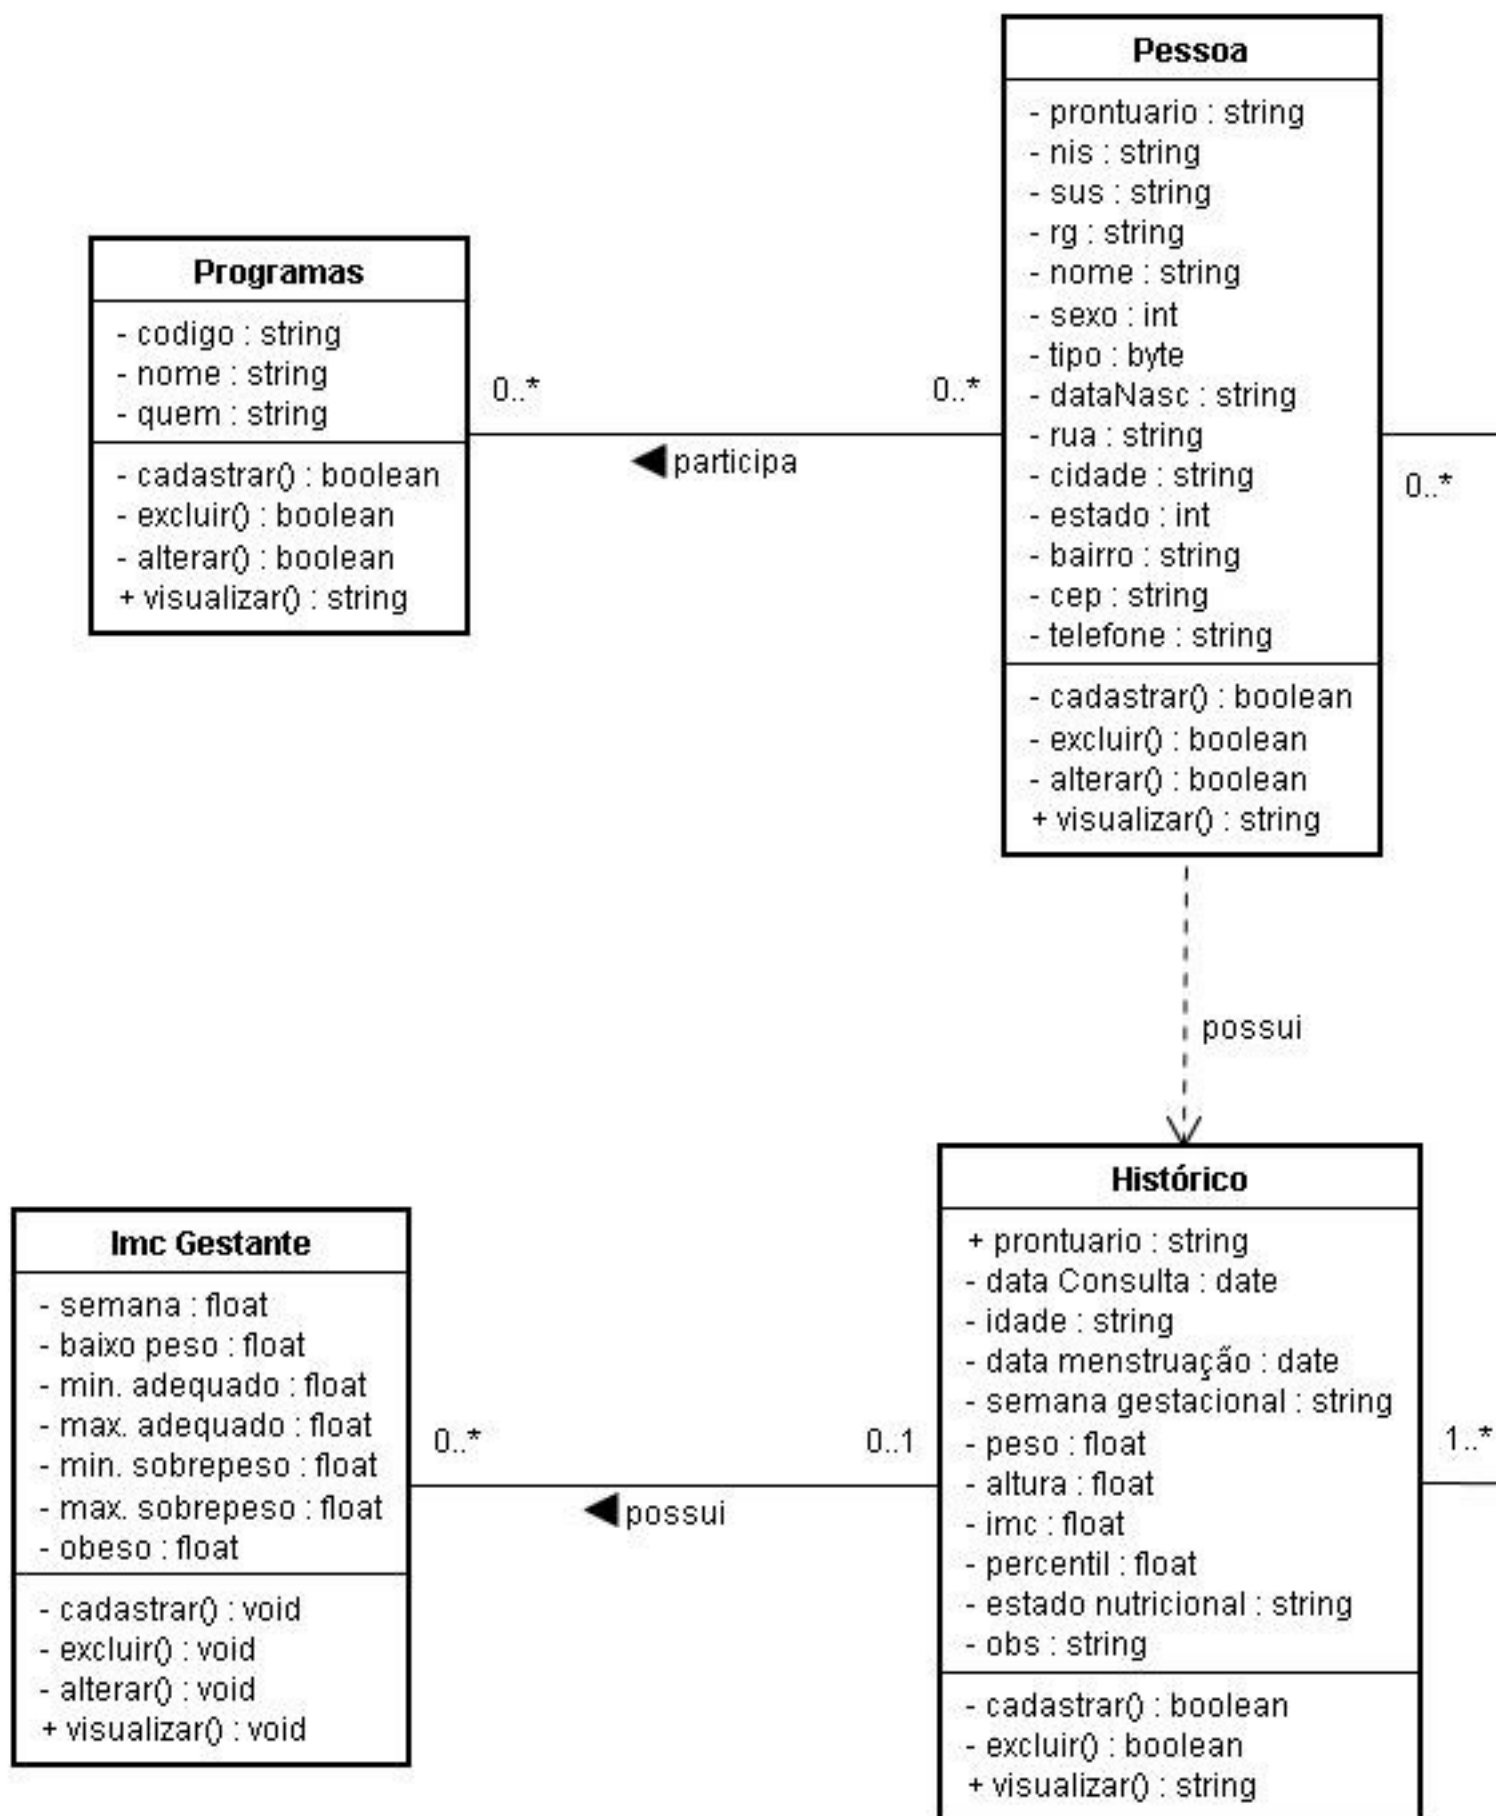 Pessoa
- prontuario : string
- nis : string
- sus : string
- rg : string
- nome : string
- sexo : int
- tipo : byte
- dataNasc : string
- rua : string
- cidade : string
- estado : int
- bairro : string
- cep : string
- telefone : string
- cadastrar() : boolean
- excluir() : boolean
- alterar() : boolean
+ visualizar() : string
Programas
- codigo : string
- nome : string
- quem : string
- cadastrar() : boolean
- excluir() : boolean
- alterar() : boolean
+ visualizar() : string
0..*
0..*
participa
0..*
possui
Histórico
+ prontuario : string
- data Consulta : date
- idade : string
- data menstruação : date
- semana gestacional : string
- peso : float
- altura : float
- imc : float
- percentil : float
- estado nutricional : string
- obs : string
- cadastrar() : boolean
- excluir() : boolean
+ visualizar() : string
Imc Gestante
- semana : float
- baixo peso : float
- min. adequado : float
- max. adequado : float
- min. sobrepeso : float
- max. sobrepeso : float
- obeso : float
- cadastrar() : void
- excluir() : void
- alterar() : void
+ visualizar() : void
0..*
0..1
possui
1..*